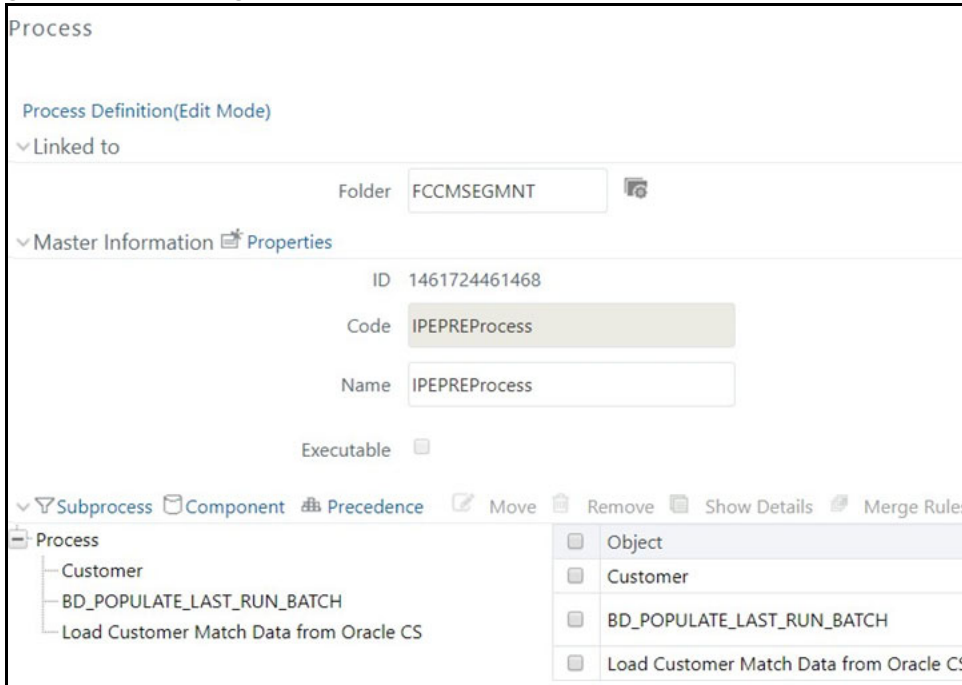 Process
Process Definition(Edit Mode)
Linked to
Folder FCCMSEGMNT
Master Information Properties
ID 1461724461468
Code IPEPREProcess
Name IPEPREProcess
Executable
Subprocess Component Precedence Move Remove Show Details Merge Rules
Process Object
Customer Customer
BD_POPULATE_LAST_RUN_BATCH BD_POPULATE_LAST_RUN_BATCH
Load Customer Match Data from Oracle CS Load Customer Match Data from Oracle CS